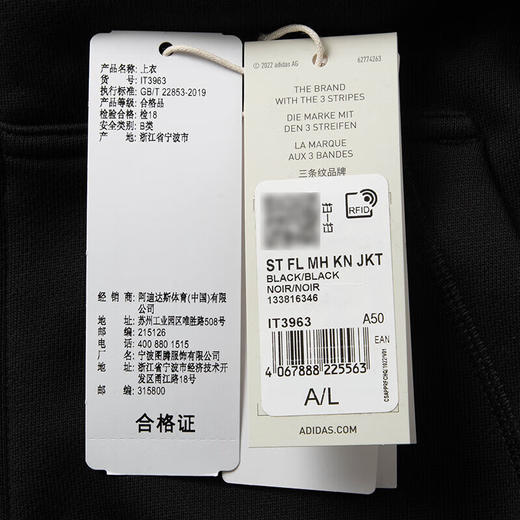 产品名称: 上衣
货 号: IT3963
执行标准: GB/T 22853-2019
产品等级: 合格品
检验合格: 检18
安全类别: B类
产 地: 浙江省宁波市
经 销 商: 阿迪达斯体育(中国)有限
公司
地 址: 苏州工业园区唯胜路508号
邮 编: 215126
电 话: 400 880 1515
厂 名: 宁波图腾服饰有限公司
地 址: 浙江省宁波市经济技术开
发区甬江路18号
邮 编: 315800
合格证
© 2022 adidas AG
62774263
THE BRAND
WITH THE 3 STRIPES
DIE MARKE MIT
DEN 3 STREIFEN
LA MARQUE
AUX 3 BANDES
三条纹品牌
RFID
ST FL MH KN JKT
BLACK/BLACK
NOIR/NOIR
133816346
IT3963
A50
EAN
4 067888 225563
A/L
ADIDAS.COM